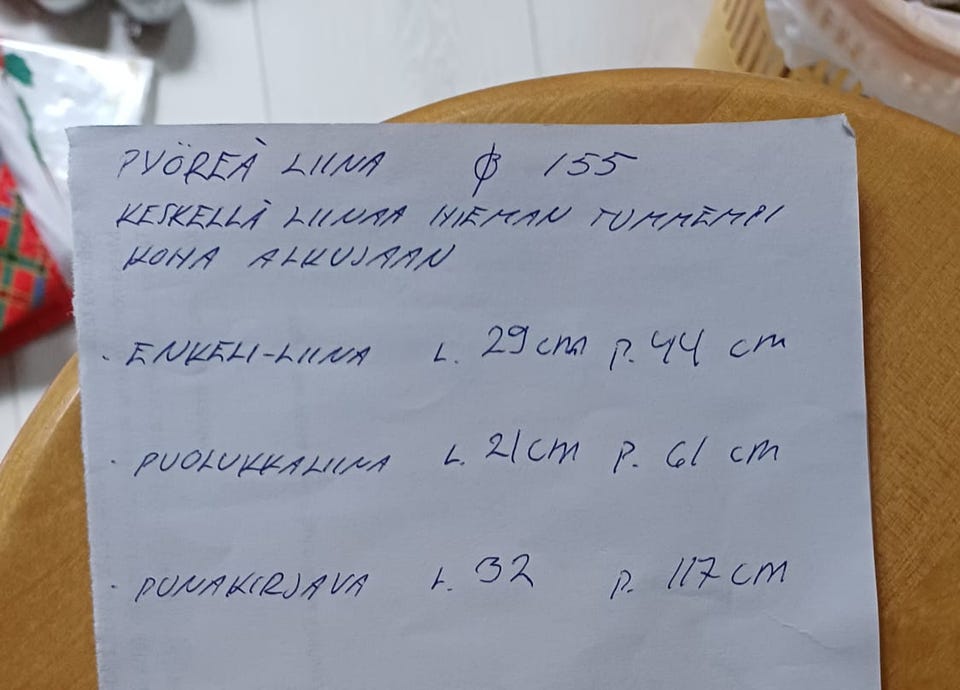 PYÖREÄ LIINA ϕ 155
KESKELLÄ LIINAA HIEMAN TUMMEMPI
KOHA ALKUJAAN
· ENKELI-LIINA L. 29 cm P. 44 cm
· PUOLUKKALIINA L. 21 cm P. 61 cm
· PUNAKIRJAVA L. 32 P. 117 cm